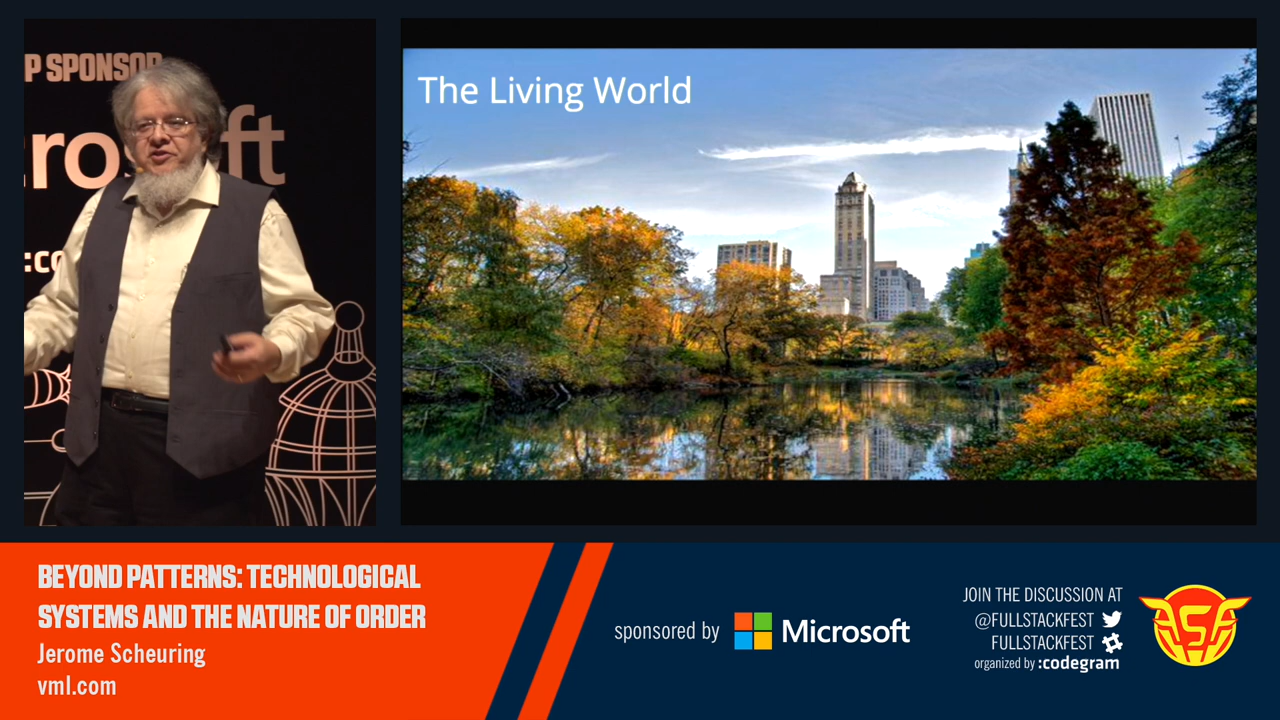 P SPONSOR
The Living World
BEYOND PATTERNS: TECHNOLOGICAL
SYSTEMS AND THE NATURE OF ORDER
Jerome Scheuring
vml.com
sponsored by Microsoft
JOIN THE DISCUSSION AT
@FULLSTACKFEST
FULLSTACKFEST
organized by :codegram